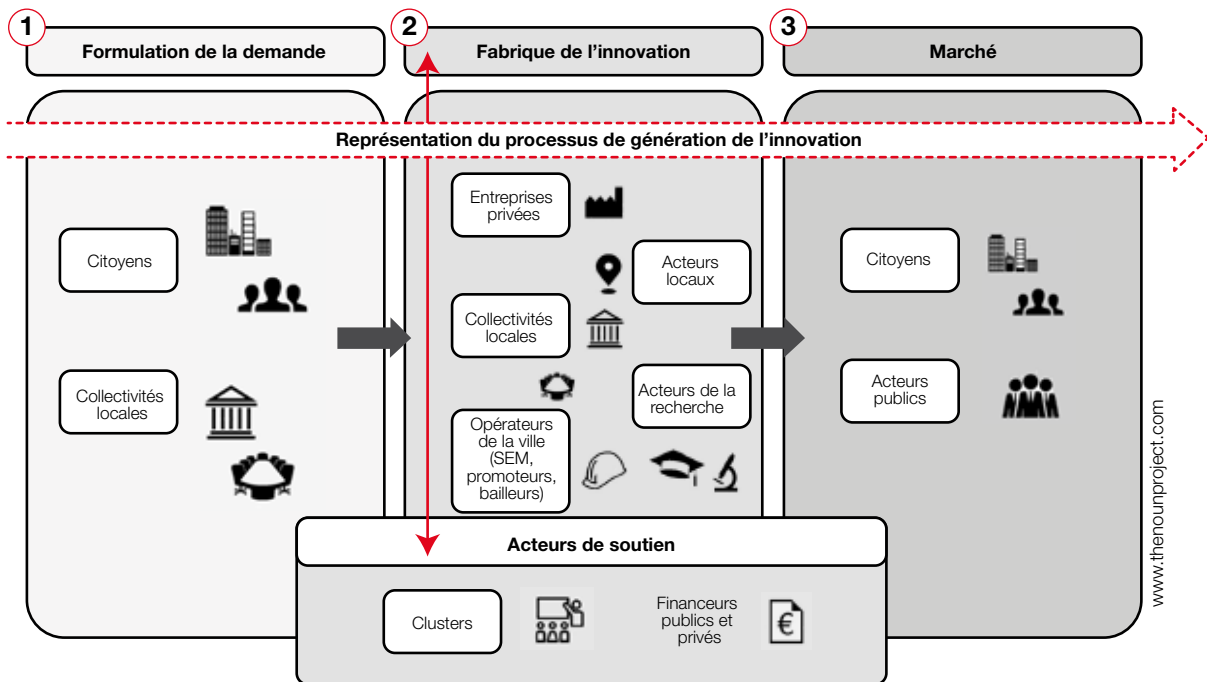 1
Formulation de la demande
2
Fabrique de l’innovation
3
Marché
Représentation du processus de génération de l’innovation
Citoyens
Collectivités
locales
Entreprises
privées
Acteurs
locaux
Collectivités
locales
Acteurs de la
recherche
Opérateurs
de la ville
(SEM,
promoteurs,
bailleurs)
Citoyens
Acteurs
publics
Acteurs de soutien
Clusters
Financeurs
publics et
privés
€
www.thenounproject.com